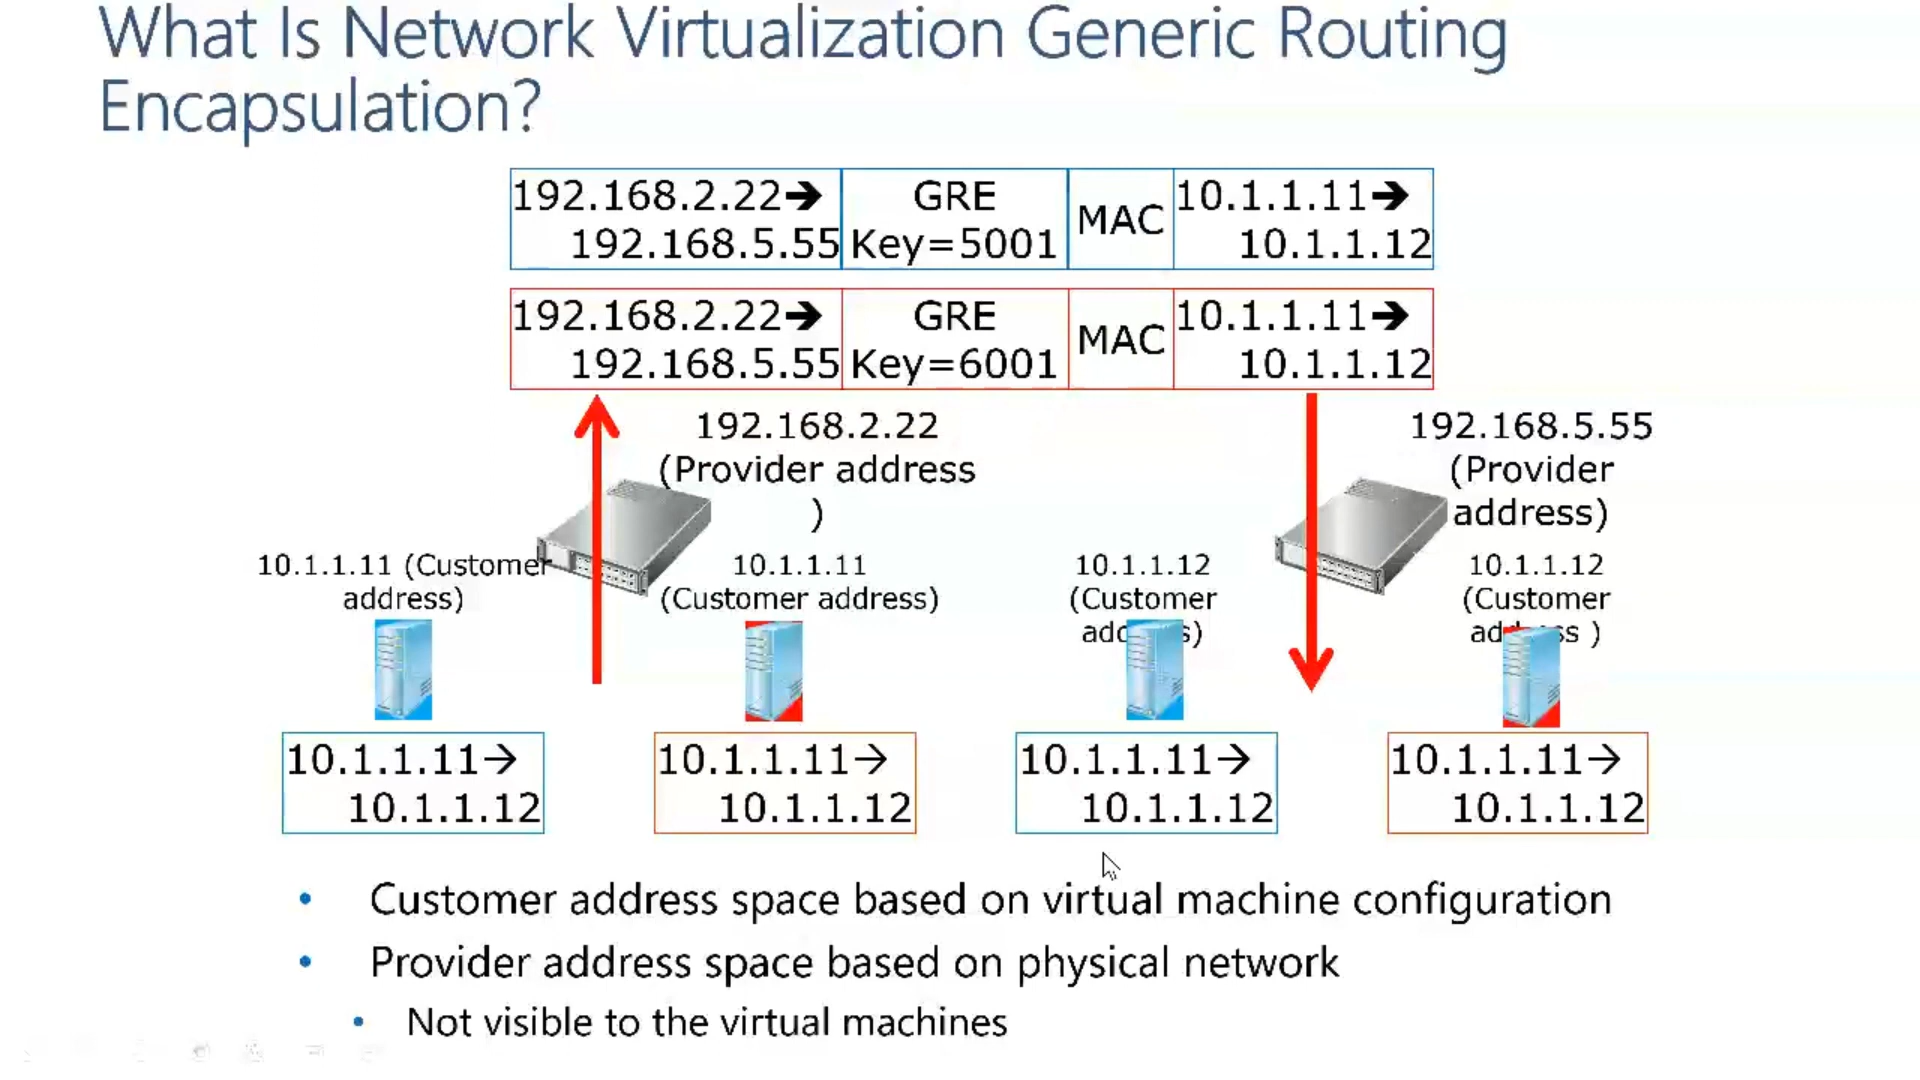 What Is Network Virtualization Generic Routing
Encapsulation?
192.168.2.22→
192.168.5.55
GRE
Key=5001
MAC
10.1.1.11→
10.1.1.12
192.168.2.22→
192.168.5.55
GRE
Key=6001
MAC
10.1.1.11→
10.1.1.12
192.168.2.22
(Provider address
)
192.168.5.55
(Provider
address)
10.1.1.11 (Customer
address)
10.1.1.11
(Customer address)
10.1.1.12
(Customer
address)
10.1.1.12
(Customer
address )
10.1.1.11→
10.1.1.12
10.1.1.11→
10.1.1.12
10.1.1.11→
10.1.1.12
10.1.1.11→
10.1.1.12
• Customer address space based on virtual machine configuration
• Provider address space based on physical network
• Not visible to the virtual machines